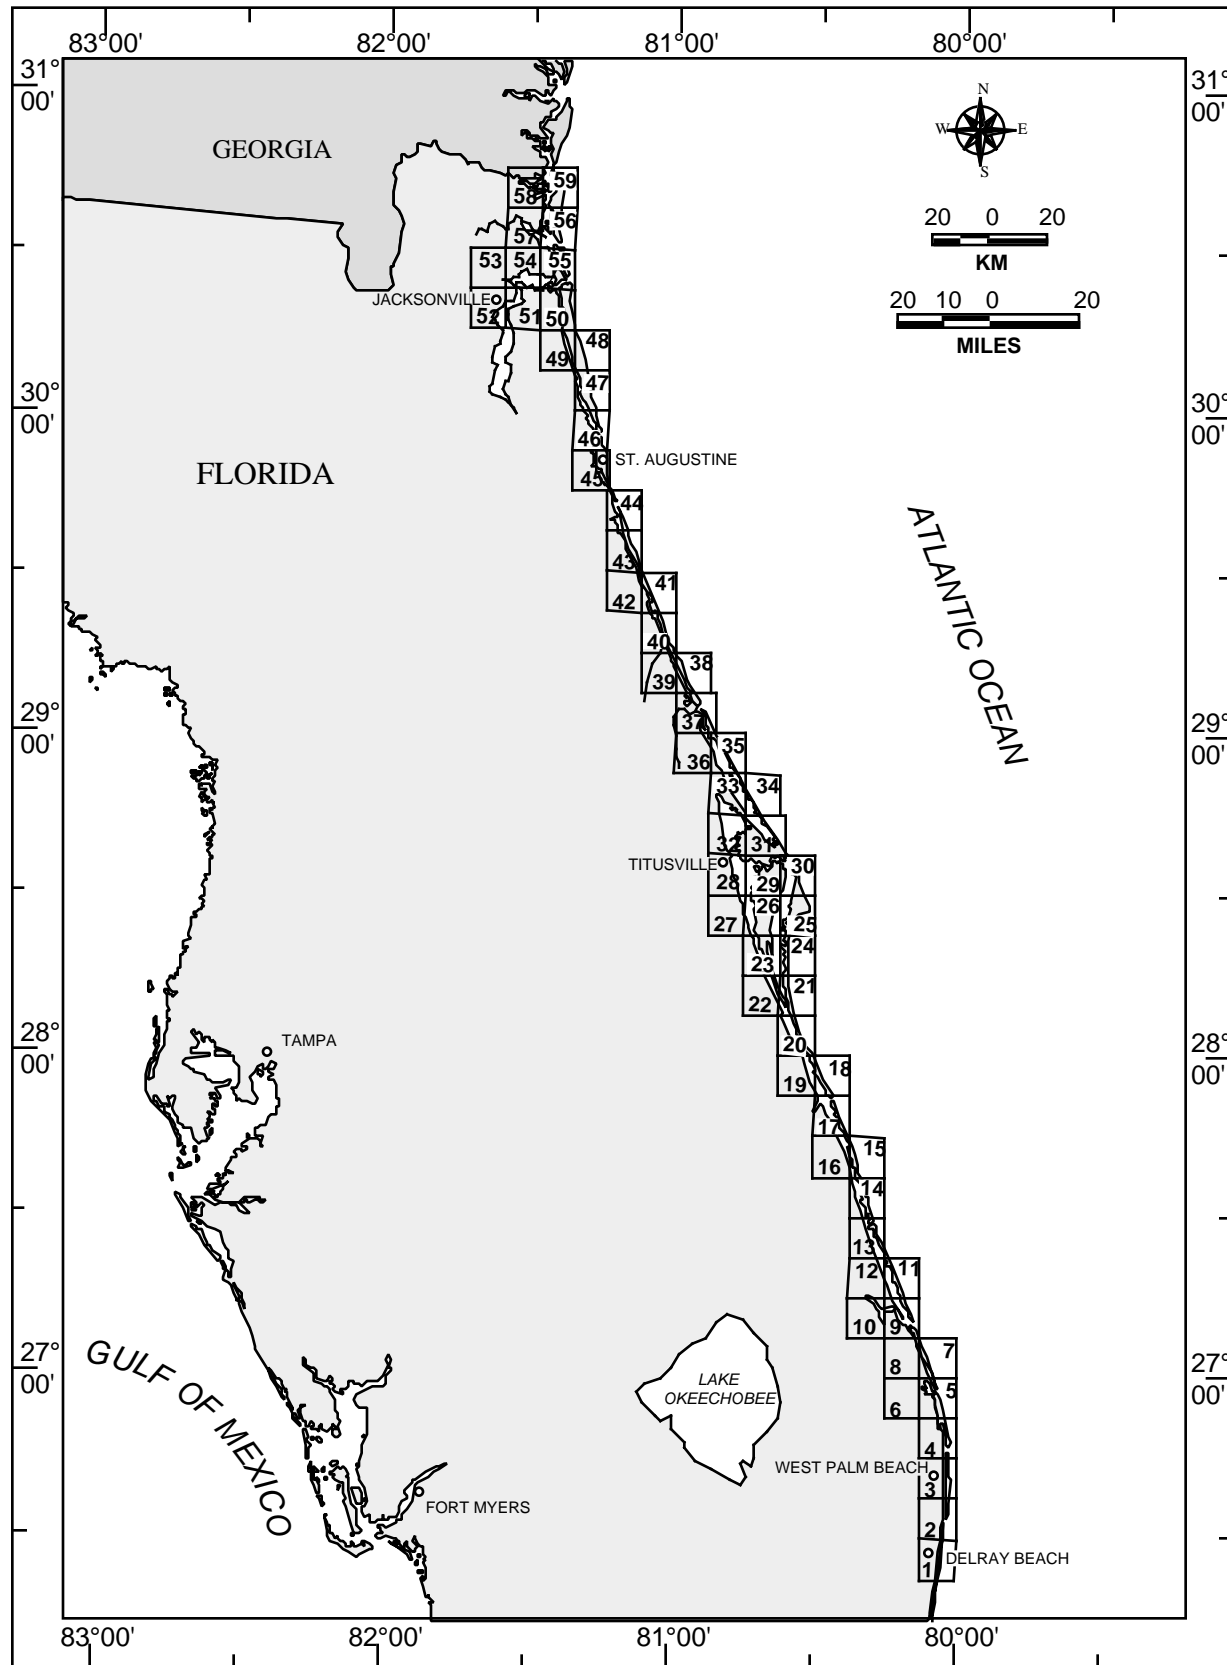 83°00' 82°00' 81°00' 80°00'
31°
00'
31°
00'
N
W E
S
GEORGIA
59
58
56
57
20 0 20
KM
53 54 55
JACKSONVILLE
52 51 50
20 10 0 20
MILES
48
49
47
30°
00'
30°
00'
46
ST. AUGUSTINE
45
FLORIDA
44
43
41
42
ATLANTIC OCEAN
40
38
39
29°
00'
29°
00'
37
35
36
33 34
32 31
TITUSVILLE
30
28 29
26
27 25
24
23
21
22
28°
00'
28°
00'
TAMPA
20
18
19
17
15
16
14
13
12 11
10 9
7
27°
00'
27°
00'
8
5
6
GULF OF MEXICO
LAKE
OKEECHOBEE
4
WEST PALM BEACH
3
FORT MYERS
2
DELRAY BEACH
1
83°00' 82°00' 81°00' 80°00'